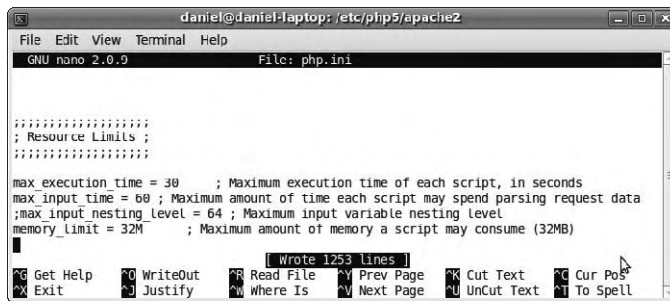 daniel@daniel-laptop: /etc/php5/apache2
File Edit View Terminal Help
GNU nano 2.0.9 File: php.ini
;;;;;;;;;;;;;;;;;;;
; Resource Limits ;
;;;;;;;;;;;;;;;;;;;
max_execution_time = 30 ; Maximum execution time of each script, in seconds
max_input_time = 60 ; Maximum amount of time each script may spend parsing request data
;max_input_nesting_level = 64 ; Maximum input variable nesting level
memory_limit = 32M ; Maximum amount of memory a script may consume (32MB)
[ Wrote 1253 lines ]
^G Get Help ^O WriteOut ^R Read File ^Y Prev Page ^K Cut Text ^C Cur Pos
^X Exit ^J Justify ^W Where Is ^V Next Page ^U UnCut Text ^T To Spell